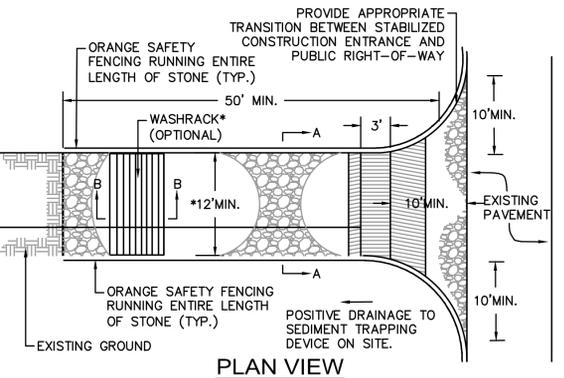 PROVIDE APPROPRIATE
TRANSITION BETWEEN STABILIZED
CONSTRUCTION ENTRANCE AND
PUBLIC RIGHT-OF-WAY
ORANGE SAFETY
FENCING RUNNING ENTIRE
LENGTH OF STONE (TYP.)
50' MIN.
WASHRACK*
(OPTIONAL)
A
3'
10'MIN.
B
B
*12'MIN.
10'MIN.
EXISTING
PAVEMENT
A
ORANGE SAFETY FENCING
RUNNING ENTIRE LENGTH
OF STONE (TYP.)
POSITIVE DRAINAGE TO
SEDIMENT TRAPPING
DEVICE ON SITE.
10'MIN.
EXISTING GROUND
PLAN VIEW